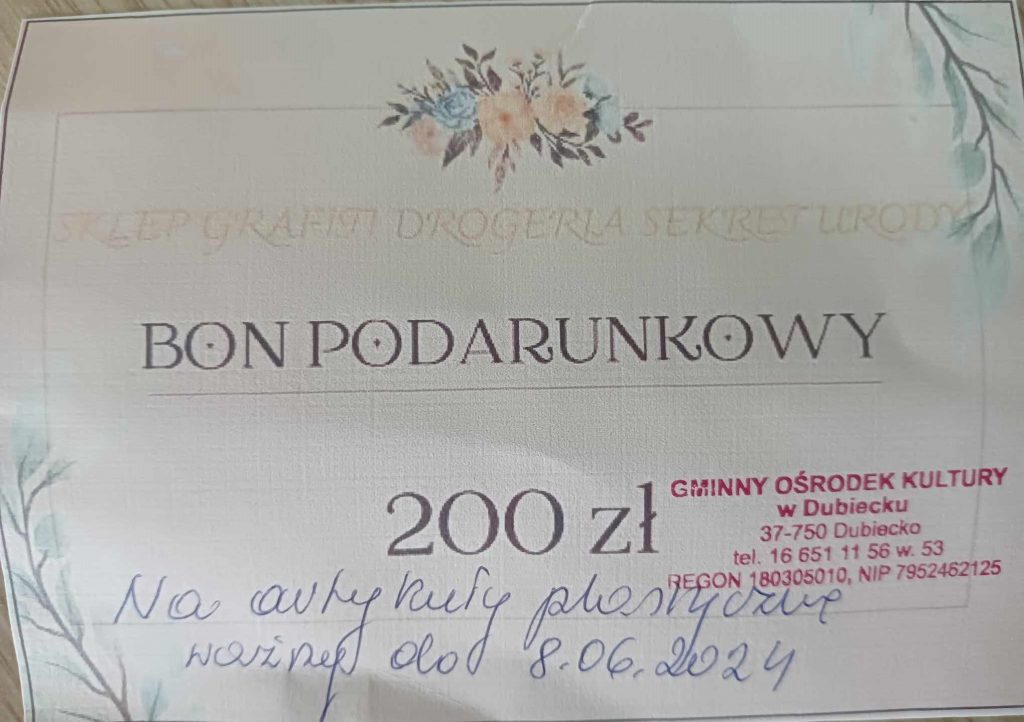 SKLEP GRAFITI DROGERIA SEKRET URODY
BON PODARUNKOWY
200 zł
GMINNY OŚRODEK KULTURY
w Dubiecku
37-750 Dubiecko
tel. 16 651 11 56 w. 53
REGON 180305010, NIP 7952462125
Na artykuły plastyczne
ważny do 8.06.2024